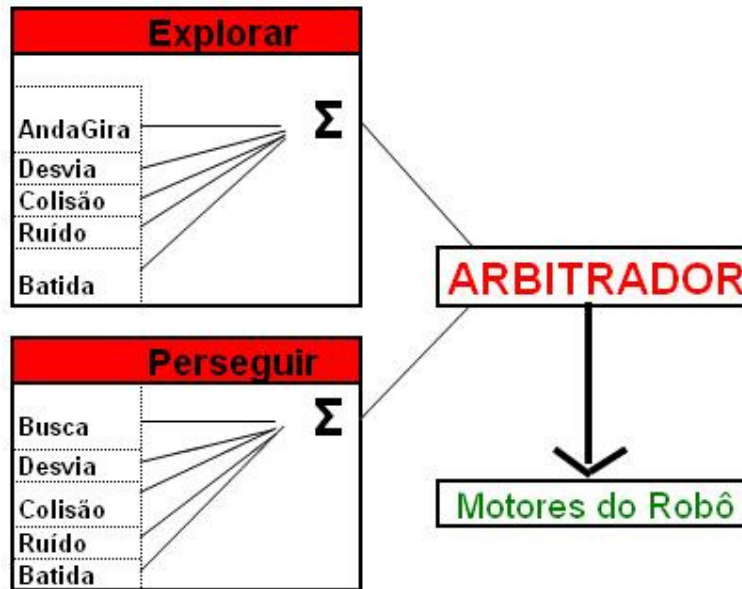 Explorar
AndaGira
Σ
Desvia
Colisão
Ruído
Batida
ARBITRADOR
Perseguir
Busca
Σ
Desvia
Colisão
Ruído
Batida
Motores do Robô